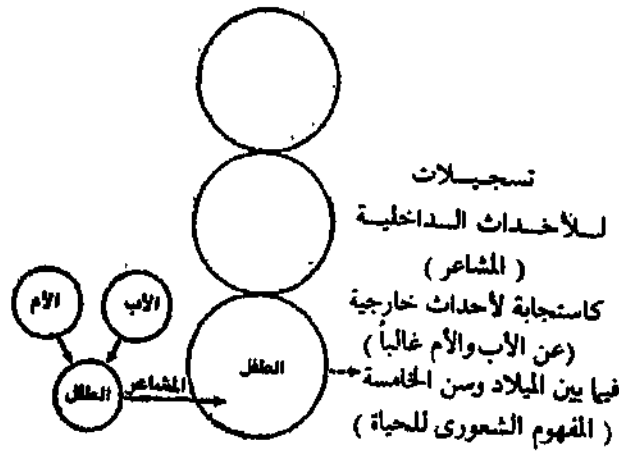 تسجيلات
للأحداث الداخلية
( المشاعر )
كاستجابة لأحداث خارجية
(عن الأب والأم غالباً )
فيما بين الميلاد وسن الخامسة
( المفهوم الشعورى للحياة )
الطفل
المشاعر
الأب
الأم
الطفل